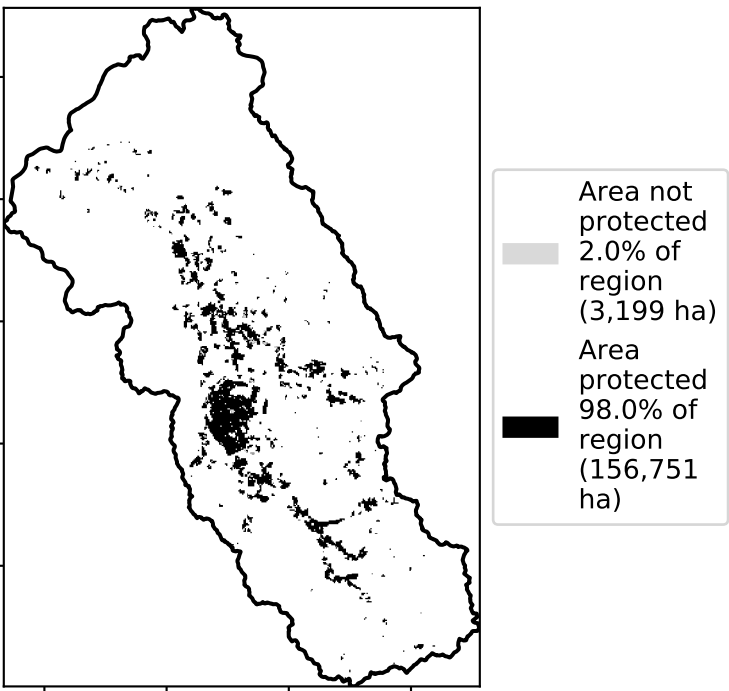 Area not
protected
2.0% of
region
(3,199 ha)
Area
protected
98.0% of
region
(156,751
ha)